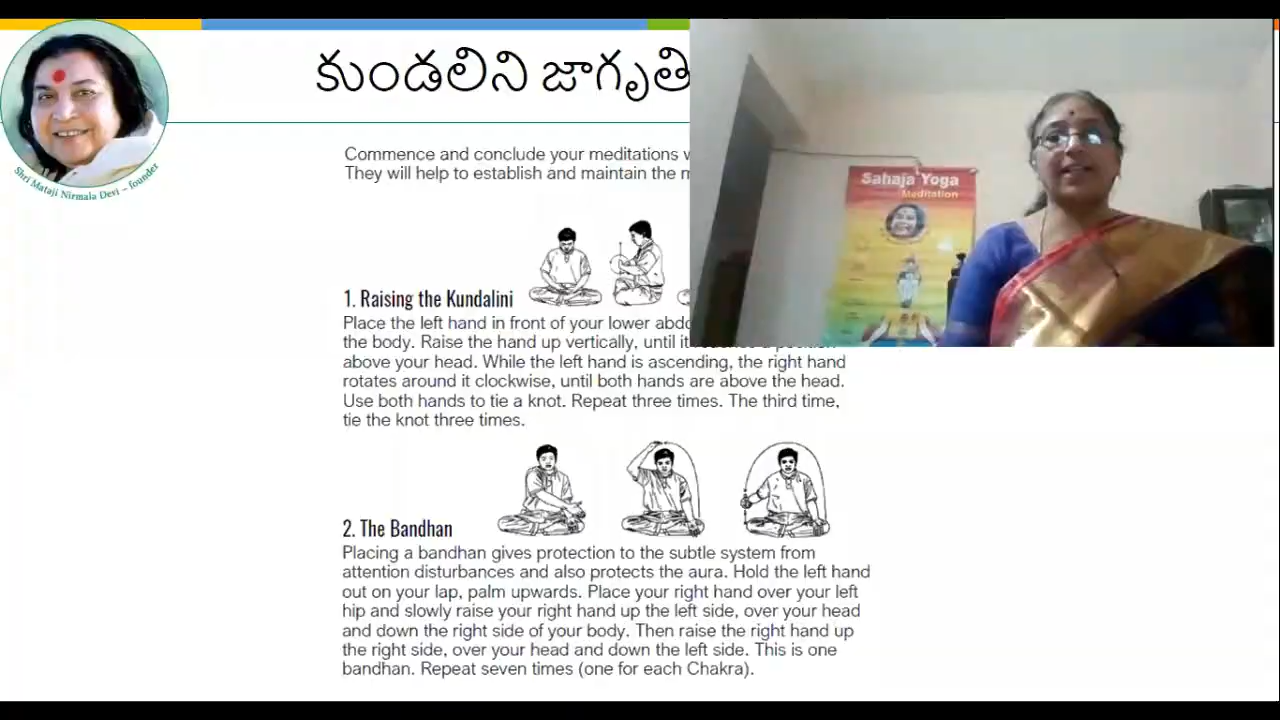 కుండలిని జాగృతి
Shri Mataji Nirmala Devi – founder
Commence and conclude your meditations
They will help to establish and maintain the
Sahaja Yoga
Meditation
1. Raising the Kundalini
Place the left hand in front of your lower
the body. Raise the hand up vertically, until
above your head. While the left hand is ascending, the right hand
rotates around it clockwise, until both hands are above the head.
Use both hands to tie a knot. Repeat three times. The third time,
tie the knot three times.
2. The Bandhan
Placing a bandhan gives protection to the subtle system from
attention disturbances and also protects the aura. Hold the left hand
out on your lap, palm upwards. Place your right hand over your left
hip and slowly raise your right hand up the left side, over your head
and down the right side of your body. Then raise the right hand up
the right side, over your head and down the left side. This is one
bandhan. Repeat seven times (one for each Chakra).